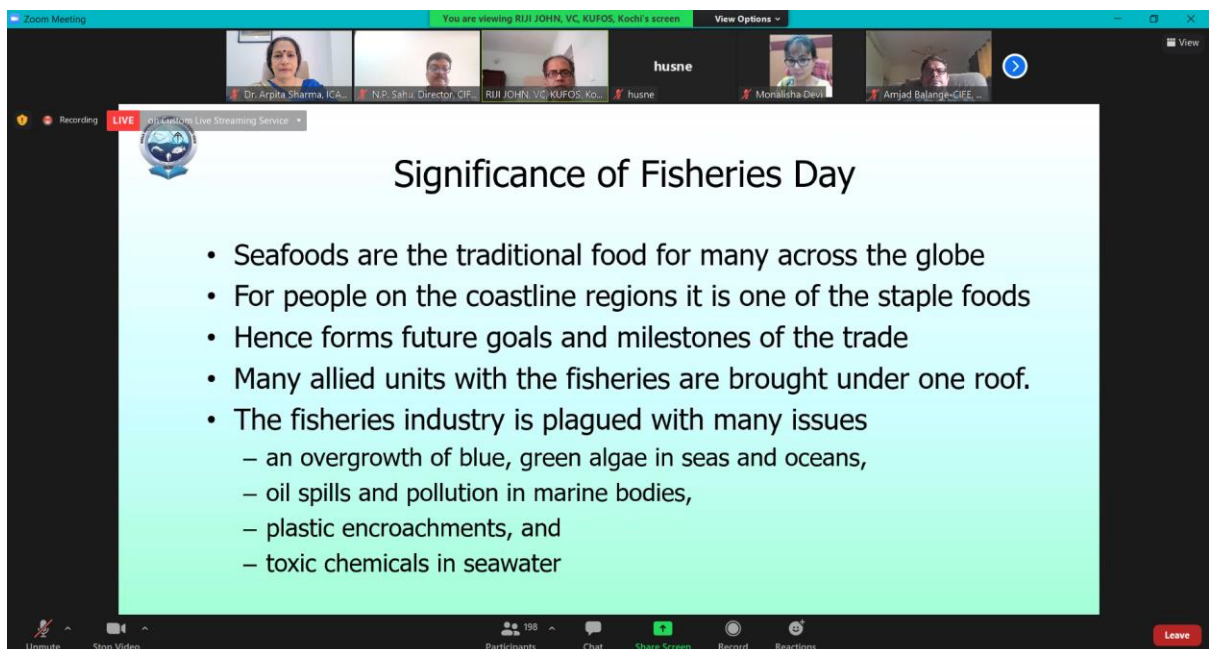 Zoom Meeting
You are viewing RIJI JOHN, VC, KUFOS, Kochi's screen
View Options
View
Dr. Arpita Sharma, ICA...
N.P. Sahu, Director, CIF...
RIJI JOHN, VC, KUFOS, Ko...
husne
husne
Monalisha Devi
Amjad Balange-CIFE, ...
Recording
LIVE
on Custom Live Streaming Service
Significance of Fisheries Day
• Seafoods are the traditional food for many across the globe
• For people on the coastline regions it is one of the staple foods
• Hence forms future goals and milestones of the trade
• Many allied units with the fisheries are brought under one roof.
• The fisheries industry is plagued with many issues
– an overgrowth of blue, green algae in seas and oceans,
– oil spills and pollution in marine bodies,
– plastic encroachments, and
– toxic chemicals in seawater
Unmute
Stop Video
198
Participants
Chat
Share Screen
Record
Reactions
Leave